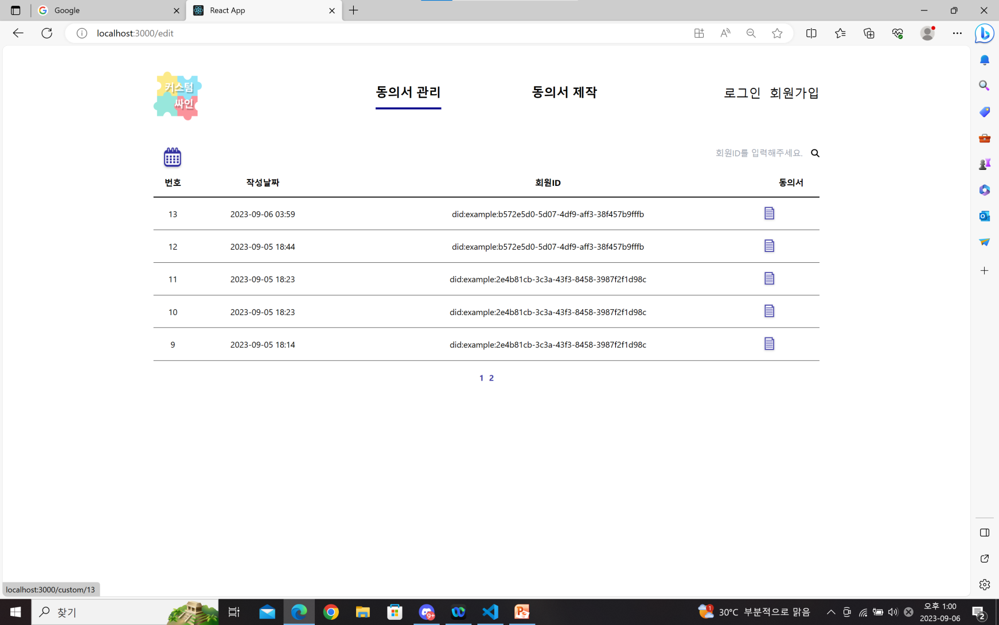 Google
React App
localhost:3000/edit
커스텀
싸인
동의서 관리
동의서 제작
로그인 회원가입
회원ID를 입력해주세요.
번호 작성날짜 회원ID 동의서
13 2023-09-06 03:59 did:example:b572e5d0-5d07-4df9-aff3-38f457b9fffb
12 2023-09-05 18:44 did:example:b572e5d0-5d07-4df9-aff3-38f457b9fffb
11 2023-09-05 18:23 did:example:2e4b81cb-3c3a-43f3-8458-3987f2f1d98c
10 2023-09-05 18:23 did:example:2e4b81cb-3c3a-43f3-8458-3987f2f1d98c
9 2023-09-05 18:14 did:example:2e4b81cb-3c3a-43f3-8458-3987f2f1d98c
1 2
localhost:3000/custom/13
찾기
9+
1
30°C 부분적으로 맑음
오후 1:00
2023-09-06
2